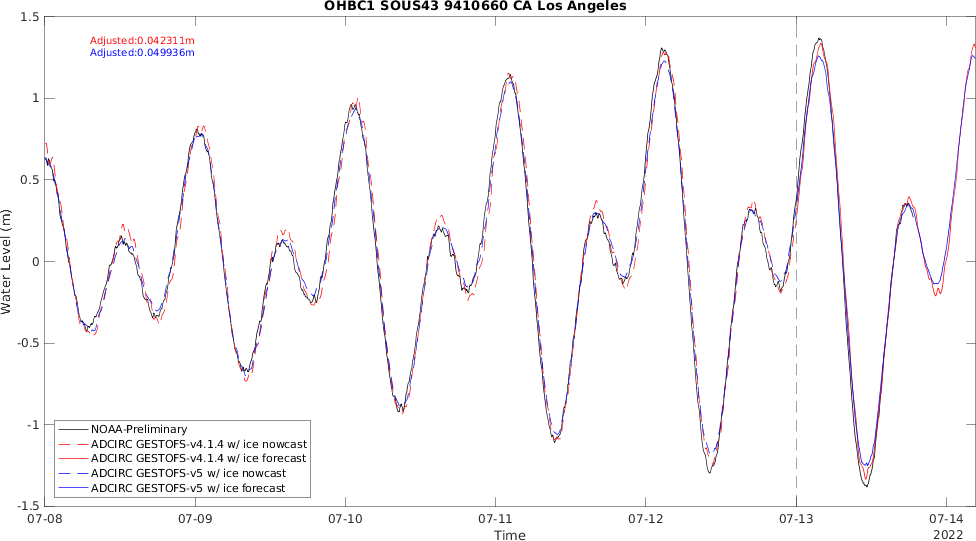 OHBC1 SOUS43 9410660 CA Los Angeles
Adjusted:0.042311m
Adjusted:0.049936m
1.5
1
0.5
0
-0.5
-1
-1.5
Water Level (m)
NOAA-Preliminary
ADCIRC GESTOFS-v4.1.4 w/ ice nowcast
ADCIRC GESTOFS-v4.1.4 w/ ice forecast
ADCIRC GESTOFS-v5 w/ ice nowcast
ADCIRC GESTOFS-v5 w/ ice forecast
07-08 07-09 07-10 07-11 07-12 07-13 07-14
Time
2022